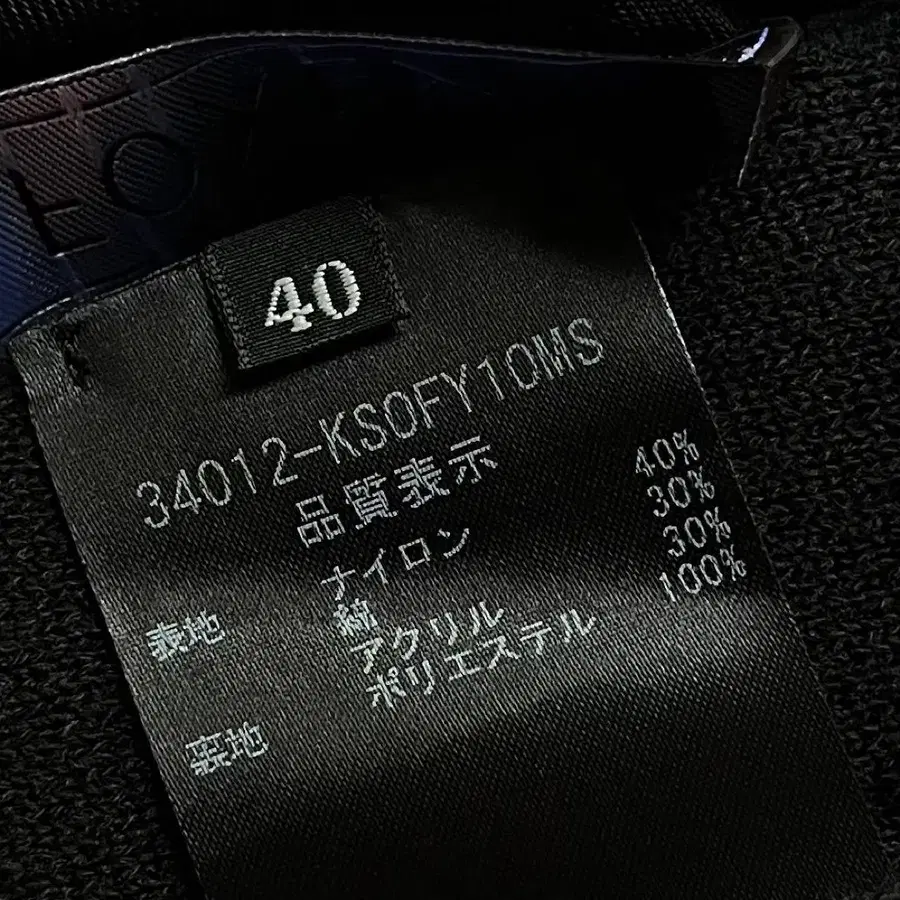 40
34012-KS0FY10MS
品質表示
表地 ナイロン 40%
綿 30%
アクリル 30%
裏地 ポリエステル 100%